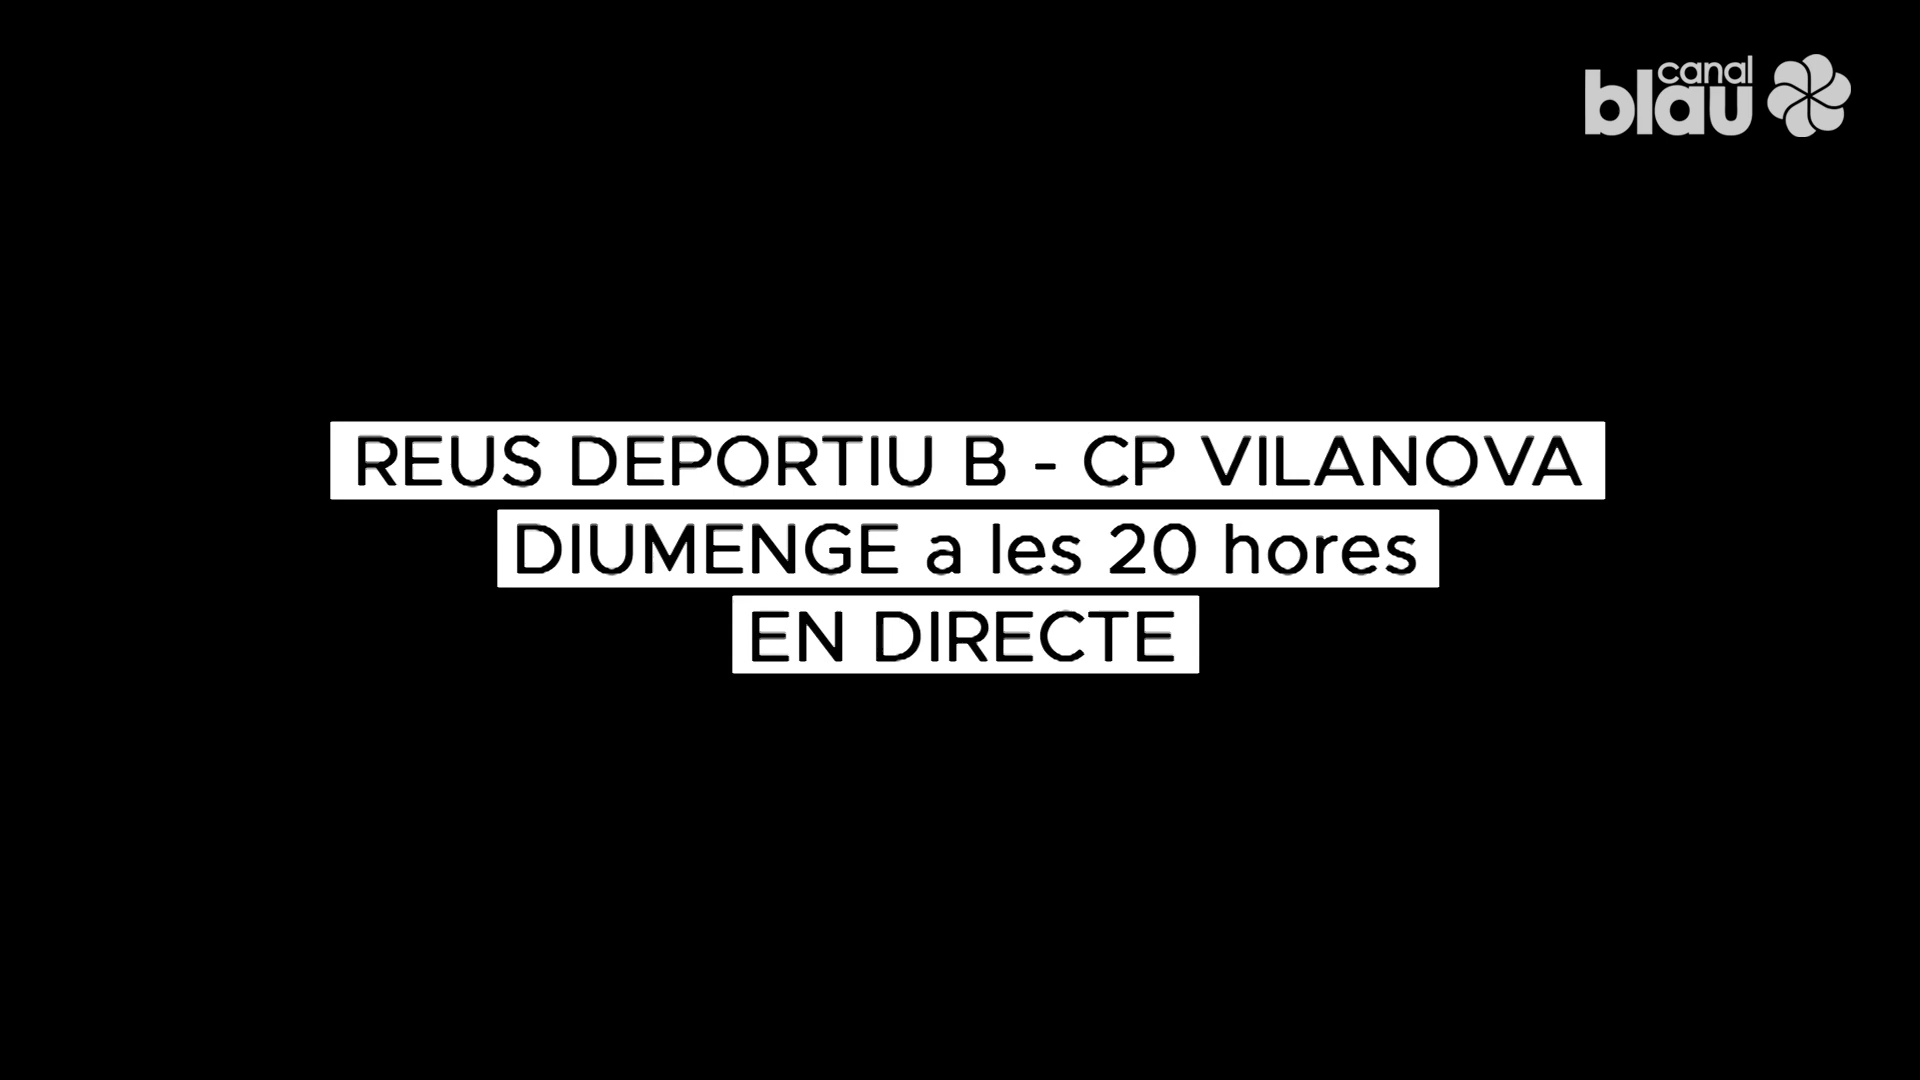 canal
blau
REUS DEPORTIU B - CP VILANOVA
DIUMENGE a les 20 hores
EN DIRECTE